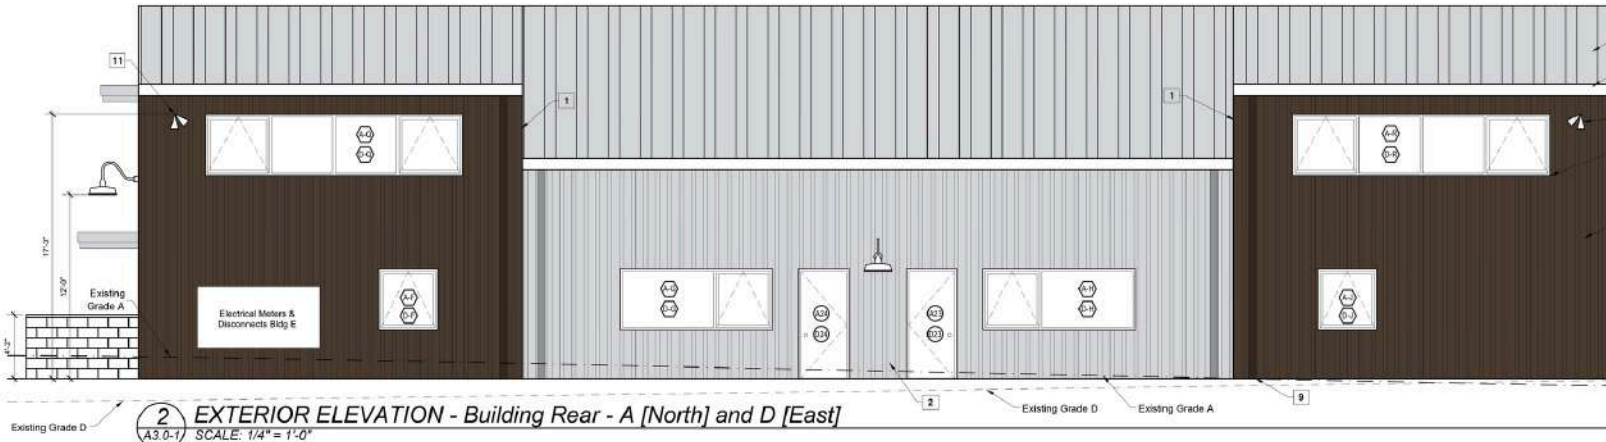 11
1
1
A-Q
D-Q
A-R
D-R
17'-3"
12'-9"
4'-2"
Existing
Grade A
Electrical Meters &
Disconnects Bldg E
A-F
D-F
A-G
D-G
A24
D24
A23
D23
A-H
D-H
A-J
D-J
2
9
Existing Grade D
Existing Grade D
Existing Grade A
2
A3.0-1
EXTERIOR ELEVATION - Building Rear - A [North] and D [East]
SCALE: 1/4" = 1'-0"